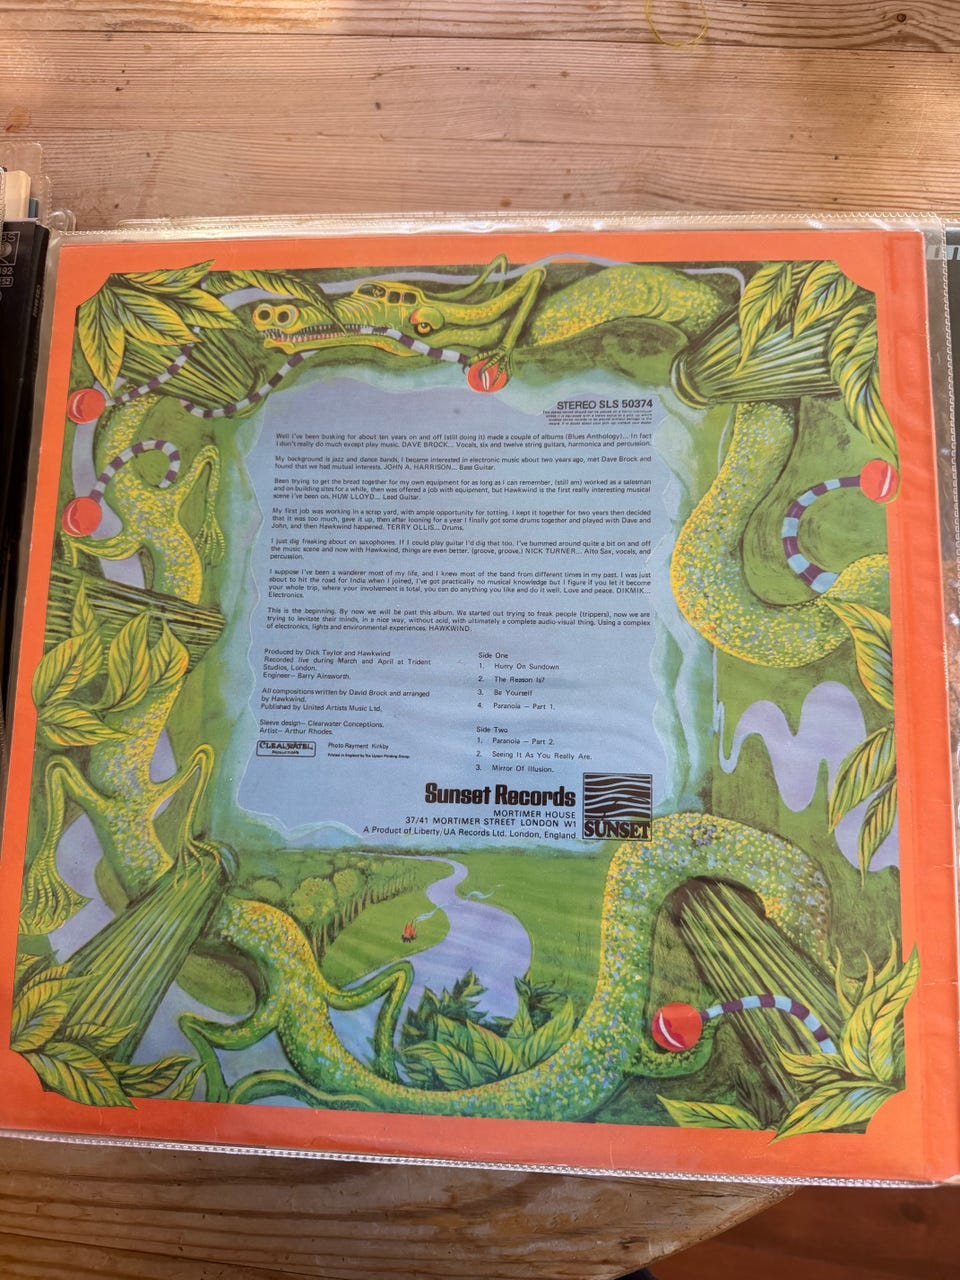 STEREO SLS 50374
Well I've been busking for about ten years on and off (still doing it) made a couple of albums (Blues Anthology)... In fact
I don't really do much except play music. DAVE BROCK... Vocals, six and twelve string guitars, harmonica and percussion.
My background is jazz and dance bands, I became interested in electronic music about two years ago, met Dave Brock and
found that we had mutual interests. JOHN A. HARRISON... Bass Guitar.
Been trying to get the bread together for my own equipment for as long as I can remember, (still am) worked as a salesman
and on building sites for a while, then was offered a job with equipment, but Hawkwind is the first really interesting musical
scene I've been on. HUW LLOYD... Lead Guitar.
My first job was working in a scrap yard, with ample opportunity for totting. I kept it together for two years then decided
that it was too much, gave it up, then after looning for a year I finally got some drums together and played with Dave and
John, and then Hawkwind happened. TERRY OLLIS... Drums.
I just dig freaking about on saxophones. If I could play guitar I'd dig that too. I've bummed around quite a bit on and off
the music scene and now with Hawkwind, things are even better, (groove, groove.) NICK TURNER... Alto Sax, vocals, and
percussion.
I suppose I've been a wanderer most of my life, and I knew most of the band from different times in my past. I was just
about to hit the road for India when I joined, I've got practically no musical knowledge but I figure if you let it become
your whole trip, where your involvement is total, you can do anything you like and do it well. Love and peace. DIKMIK...
Electronics.
This is the beginning. By now we will be past this album. We started out trying to freak people (trippers), now we are
trying to levitate their minds, in a nice way, without acid, with ultimately a complete audio-visual thing. Using a complex
of electronics, lights and environmental experiences. HAWKWIND.
Produced by Dick Taylor and Hawkwind
Recorded live during March and April at Trident
Studios, London.
Engineer– Barry Ainsworth.
All compositions written by David Brock and arranged
by Hawkwind.
Published by United Artists Music Ltd.
Sleeve design– Clearwater Conceptions.
Artist– Arthur Rhodes.
CLEARWATER
PRODUCTIONS
Photo Rayment Kirkby
Printed in England by The Upton Printing Group.
Side One
1. Hurry On Sundown
2. The Reason Is?
3. Be Yourself
4. Paranoia – Part 1.
Side Two
1. Paranoia – Part 2.
2. Seeing It As You Really Are.
3. Mirror Of Illusion.
Sunset Records
MORTIMER HOUSE
37/41 MORTIMER STREET LONDON W1
A Product of Liberty/UA Records Ltd. London, England
SUNSET